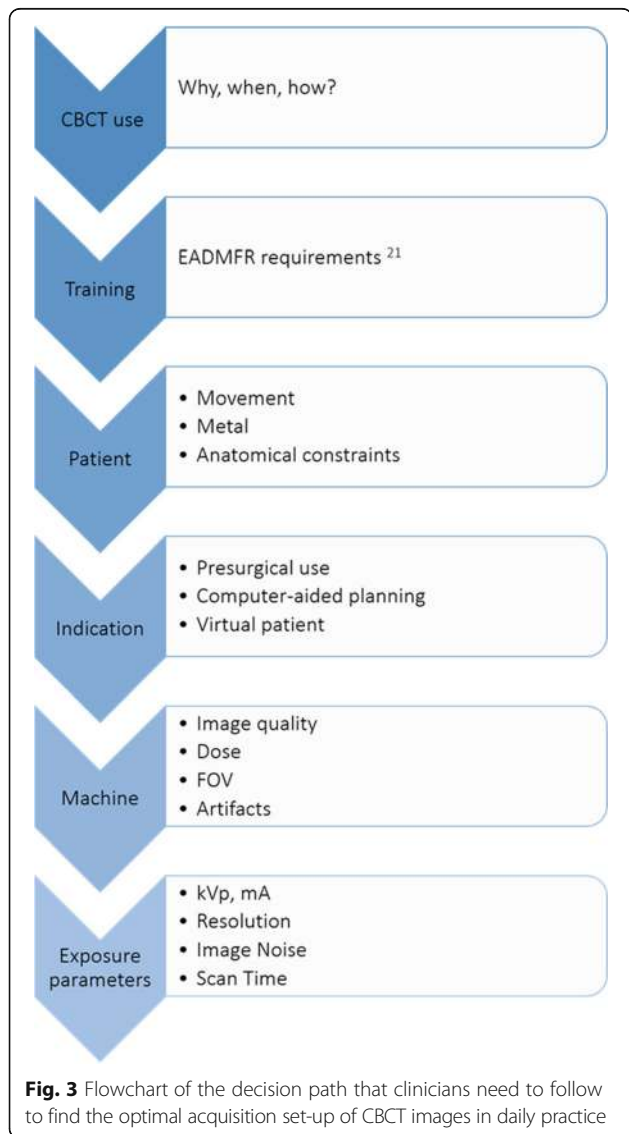 CBCT use
Why, when, how?
Training
EADMFR requirements 21
Patient
• Movement
• Metal
• Anatomical constraints
Indication
• Presurgical use
• Computer-aided planning
• Virtual patient
Machine
• Image quality
• Dose
• FOV
• Artifacts
Exposure
parameters
• kVp, mA
• Resolution
• Image Noise
• Scan Time
Fig. 3 Flowchart of the decision path that clinicians need to follow
to find the optimal acquisition set-up of CBCT images in daily practice